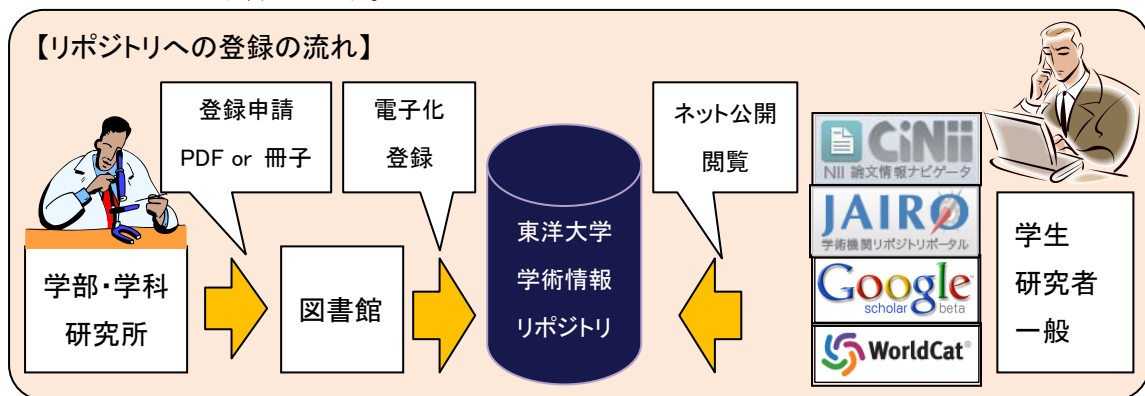 【リポジトリへの登録の流れ】
登録申請
PDF or 冊子
電子化
登録
ネット公開
閲覧
学部・学科
研究所
図書館
東洋大学
学術情報
リポジトリ
CiNii
NII 論文情報ナビゲータ
JAIRO
学術機関リポジトリポータル
Google
scholar beta
WorldCat®
学生
研究者
一般